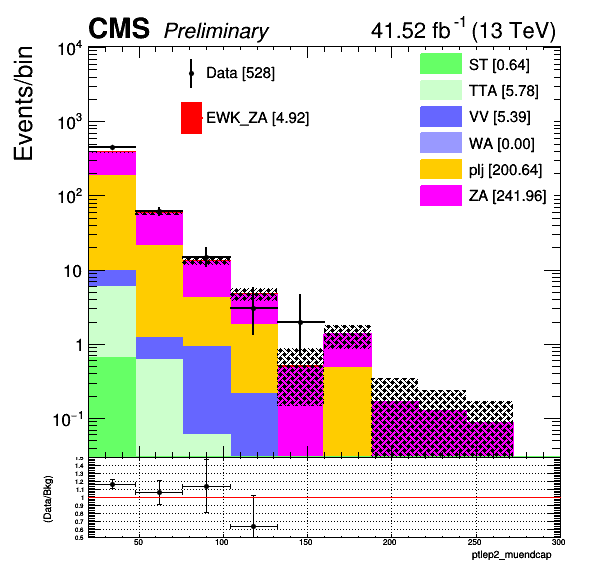 CMS Preliminary 41.52 fb⁻¹ (13 TeV)
Events/bin
10⁴
10³
10²
10
1
10⁻¹
Data [528]
EWK_ZA [4.92]
ST [0.64]
TTA [5.78]
VV [5.39]
WA [0.00]
plj [200.64]
ZA [241.96]
(Data/Bkg)
1.5
1.4
1.3
1.2
1.1
1
0.9
0.8
0.7
0.6
0.5
50 100 150 200 250 300
ptlep2_muendcap